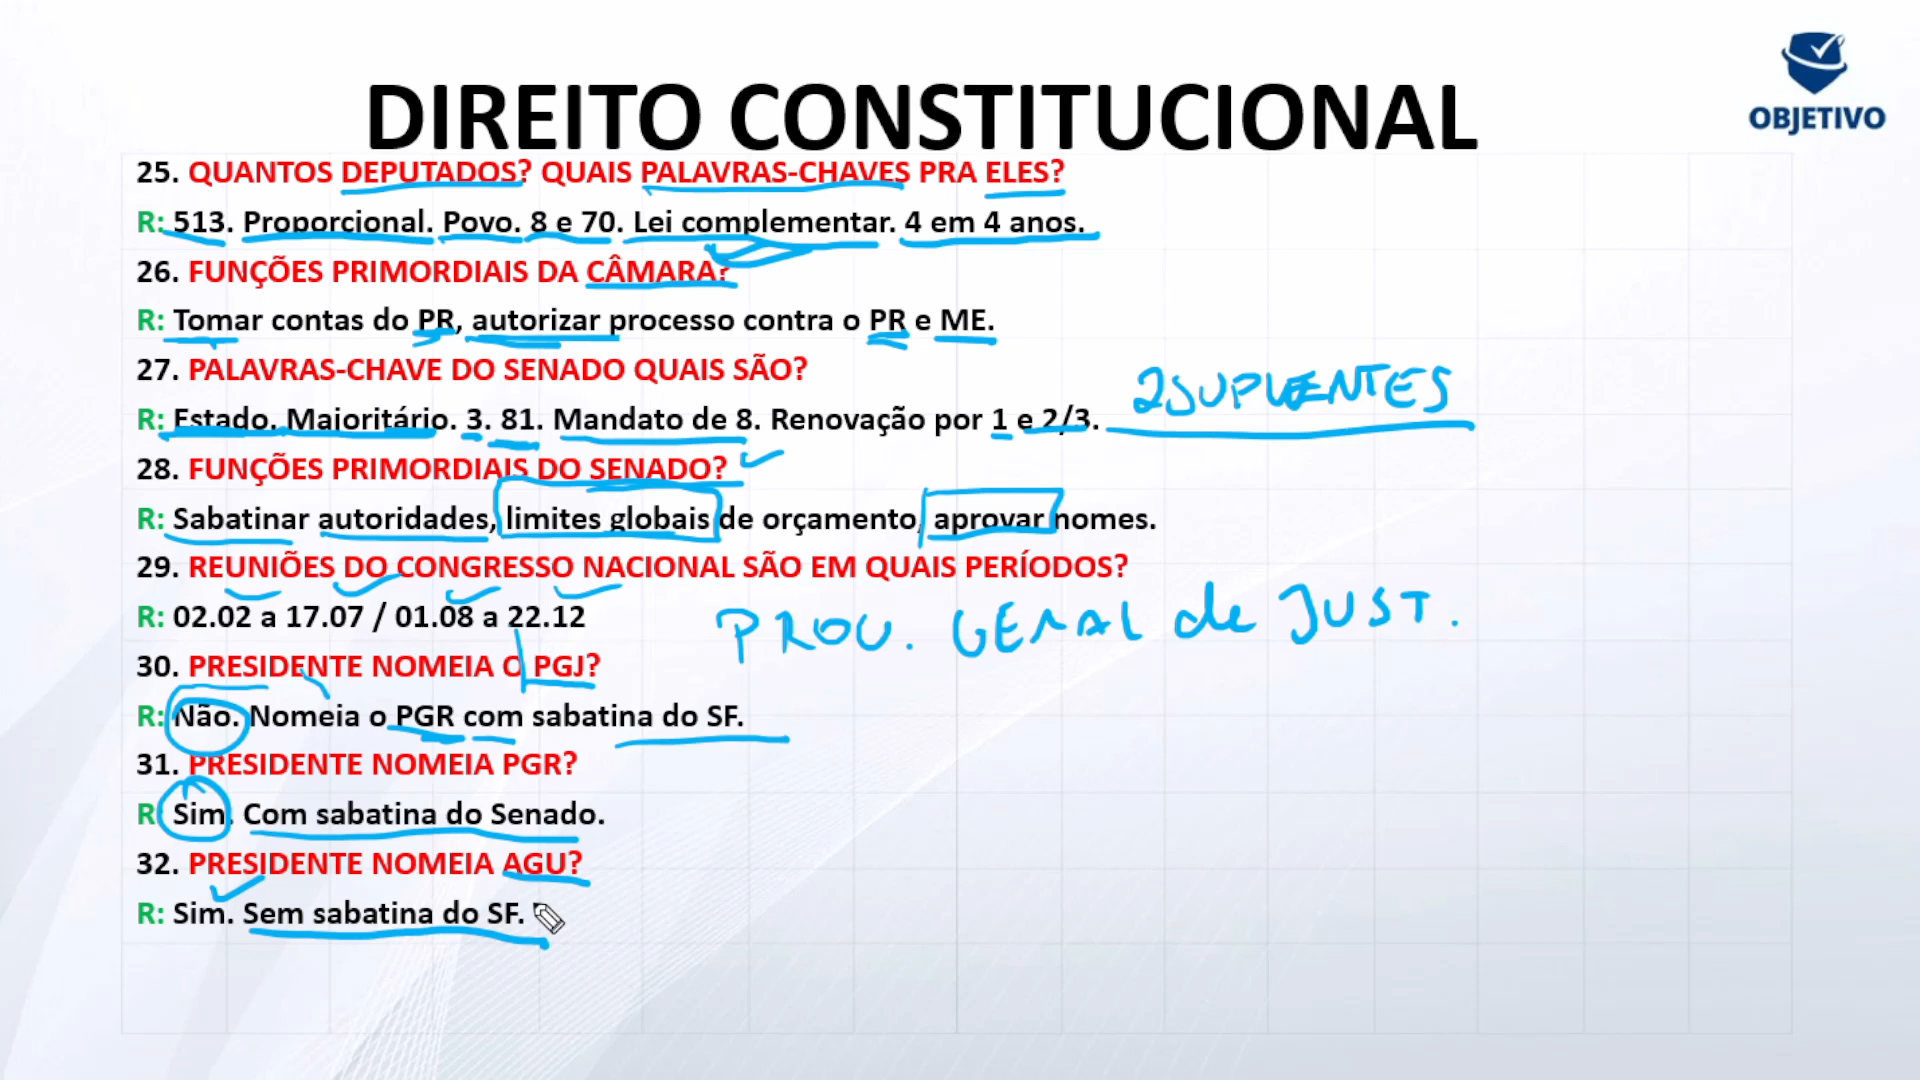 OBJETIVO
DIREITO CONSTITUCIONAL
25. QUANTOS DEPUTADOS? QUAIS PALAVRAS-CHAVES PRA ELES?
R: 513. Proporcional. Povo. 8 e 70. Lei complementar. 4 em 4 anos.
26. FUNÇÕES PRIMORDIAIS DA CÂMARA?
R: Tomar contas do PR, autorizar processo contra o PR e ME.
27. PALAVRAS-CHAVE DO SENADO QUAIS SÃO?
R: Estado. Majoritário. 3. 81. Mandato de 8. Renovação por 1 e 2/3. 2 SUPLENTES
28. FUNÇÕES PRIMORDIAIS DO SENADO?
R: Sabatinar autoridades, limites globais de orçamento, aprovar nomes.
29. REUNIÕES DO CONGRESSO NACIONAL SÃO EM QUAIS PERÍODOS?
R: 02.02 a 17.07 / 01.08 a 22.12
PROU. GERAL de JUST.
30. PRESIDENTE NOMEIA O PGJ?
R: Não. Nomeia o PGR com sabatina do SF.
31. PRESIDENTE NOMEIA PGR?
R: Sim. Com sabatina do Senado.
32. PRESIDENTE NOMEIA AGU?
R: Sim. Sem sabatina do SF.